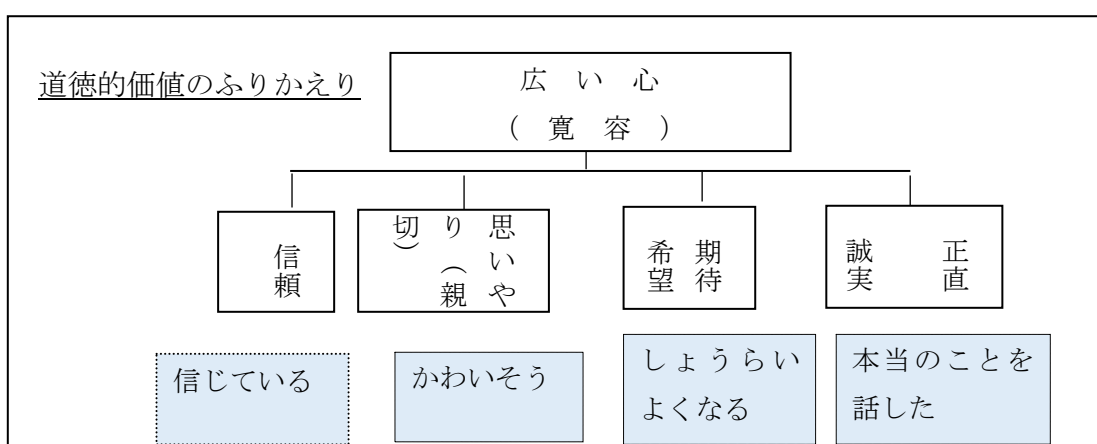 道徳的価値のふりかえり
広い心
(寛容)
信頼
思いや
り(親
切)
期待
希望
正直
誠実
信じている
かわいそう
しょうらい
よくなる
本当のことを
話した